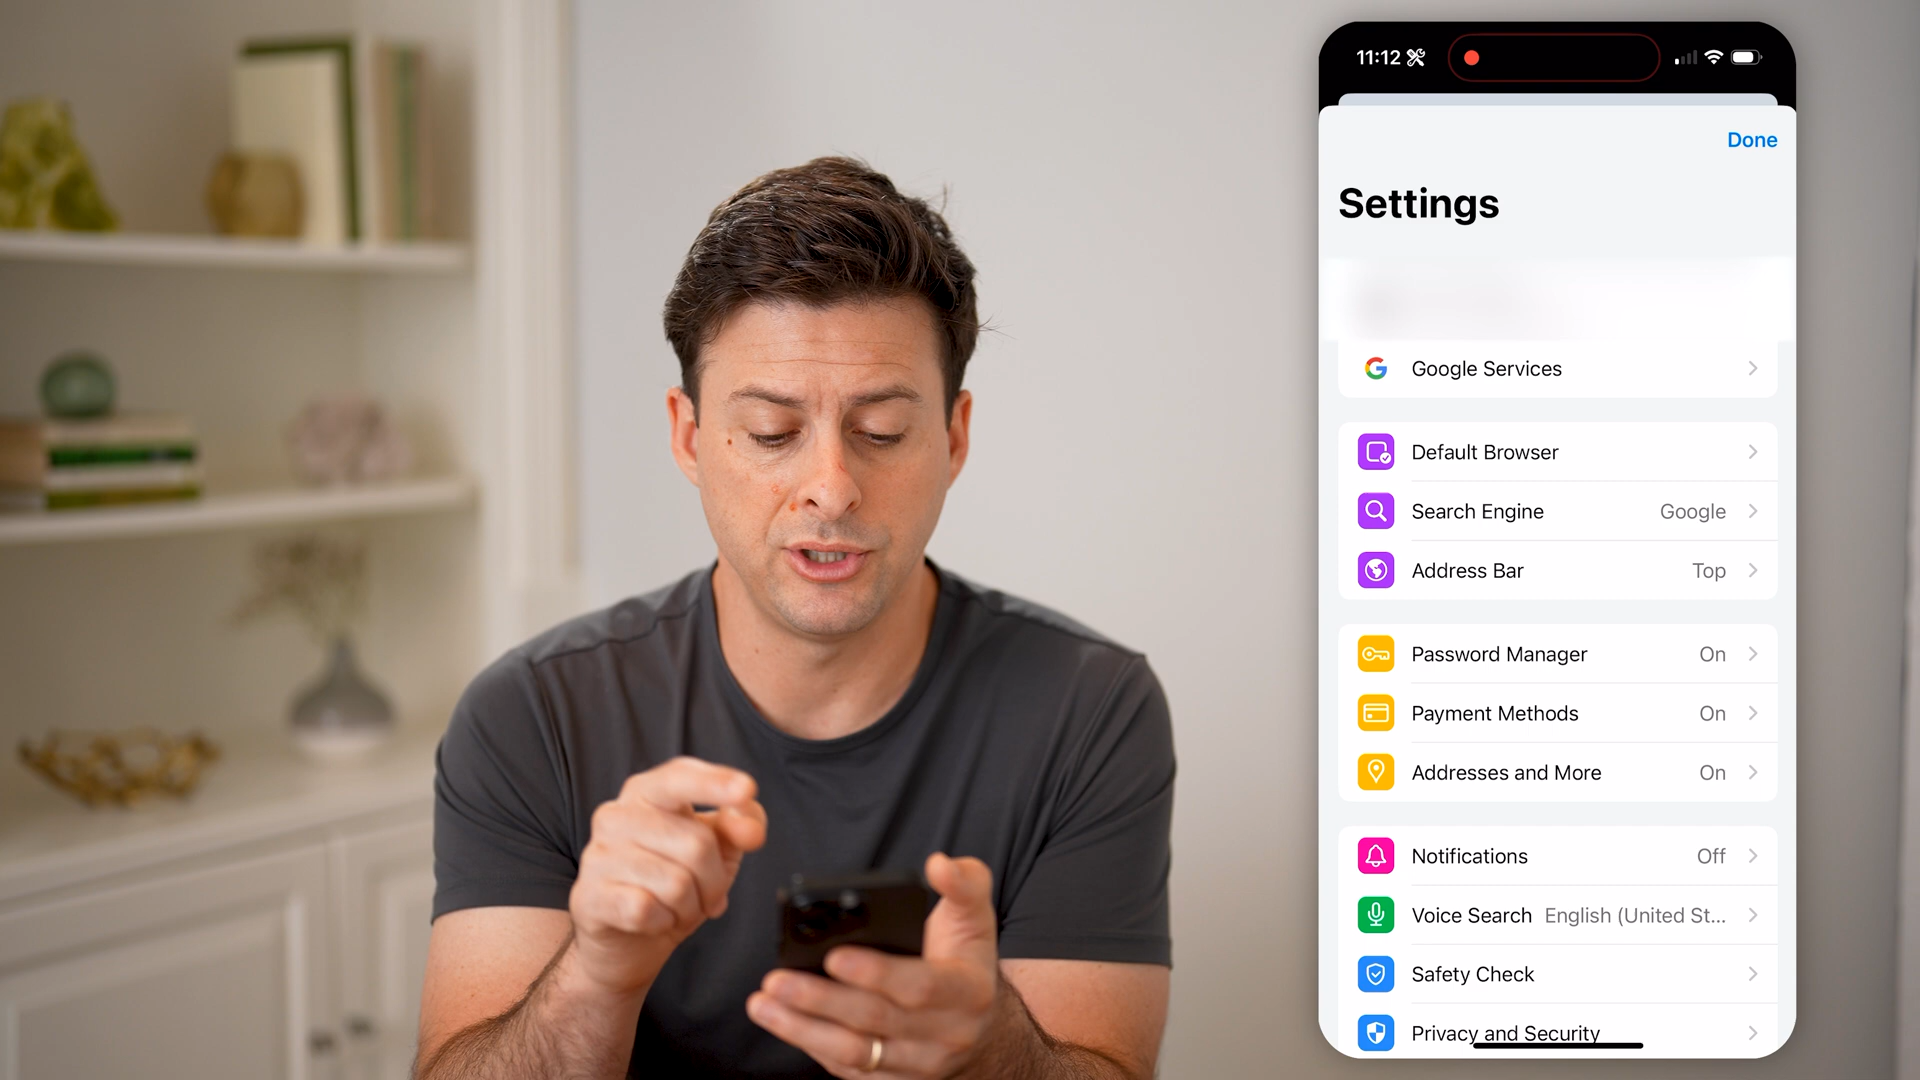 11:12
Done
Settings
Google Services
Default Browser
Search Engine Google
Address Bar Top
Password Manager On
Payment Methods On
Addresses and More On
Notifications Off
Voice Search English (United St...
Safety Check
Privacy and Security